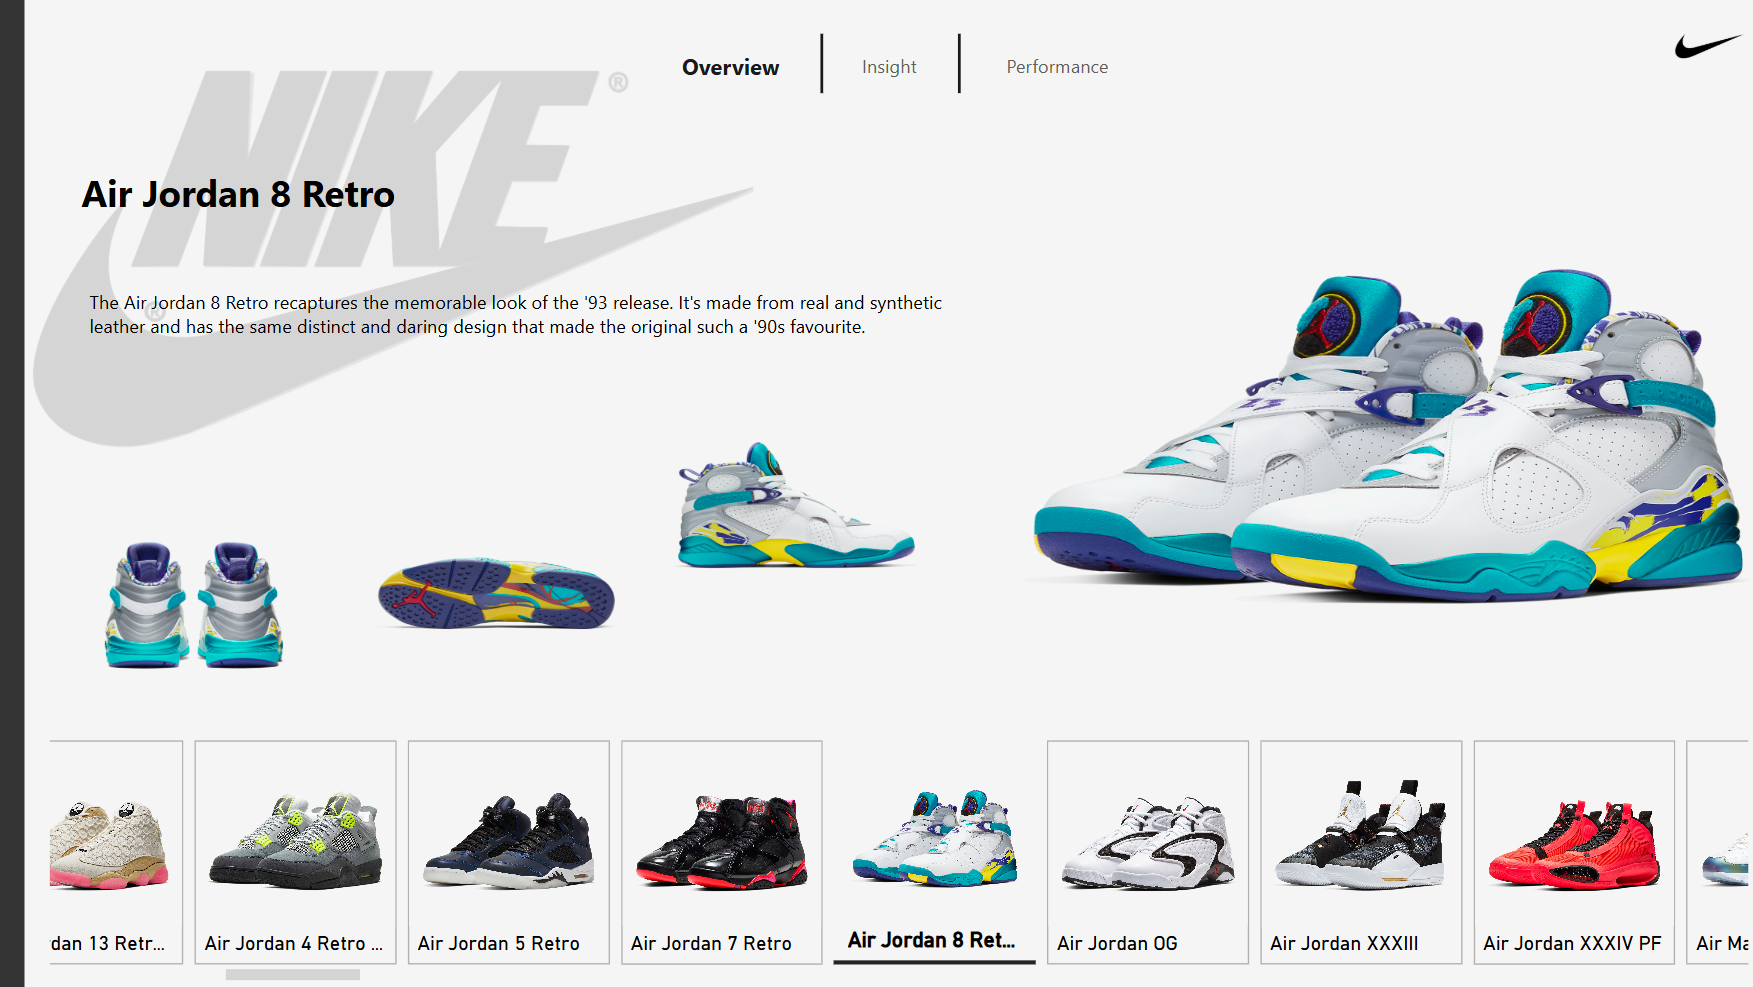 Overview
Insight
Performance
NIKE®
Air Jordan 8 Retro
The Air Jordan 8 Retro recaptures the memorable look of the '93 release. It's made from real and synthetic
leather and has the same distinct and daring design that made the original such a '90s favourite.
®
23
23
rdan 13 Retr...
Air Jordan 4 Retro ...
Air Jordan 5 Retro
Air Jordan 7 Retro
Air Jordan 8 Ret...
Air Jordan OG
Air Jordan XXXIII
Air Jordan XXXIV PF
Air Ma